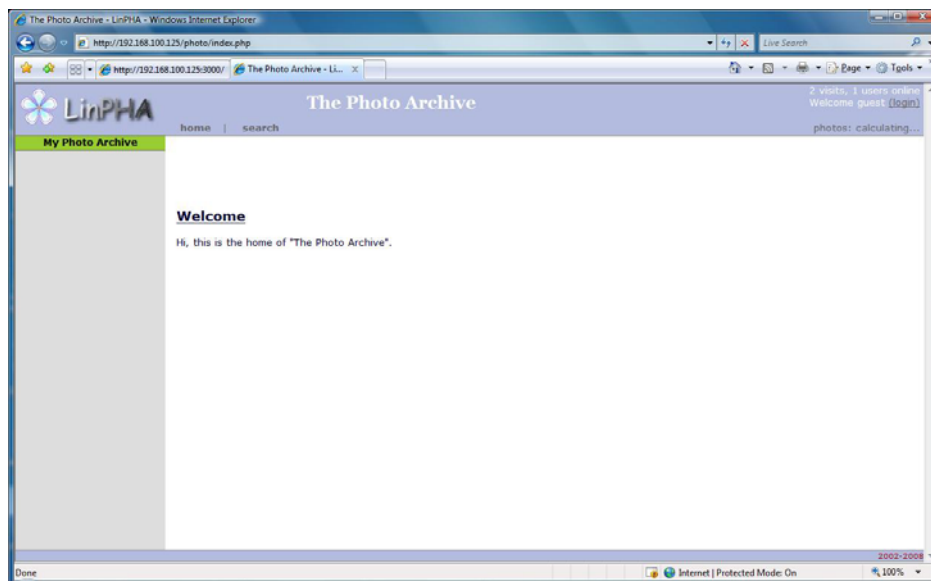 The Photo Archive - LinPHA - Windows Internet Explorer
http://192.168.100.125/photo/index.php
Live Search
http://192.168.100.125:3000/
The Photo Archive - Li...
Page
Tools
LinPHA
The Photo Archive
2 visits, 1 users online
Welcome guest (login)
home | search
photos: calculating...
My Photo Archive
Welcome
Hi, this is the home of "The Photo Archive".
2002-2008
Done
Internet | Protected Mode: On
100%